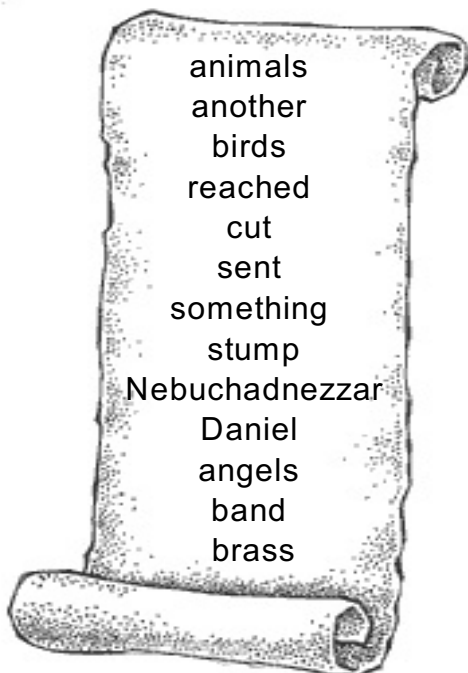 animals
another
birds
reached
cut
sent
something
stump
Nebuchadnezzar
Daniel
angels
band
brass